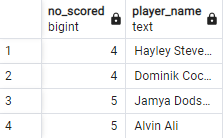 no_scored player_name
bigint text
1 4 Hayley Steve...
2 4 Dominik Coc...
3 5 Jamya Dods...
4 5 Alvin Ali